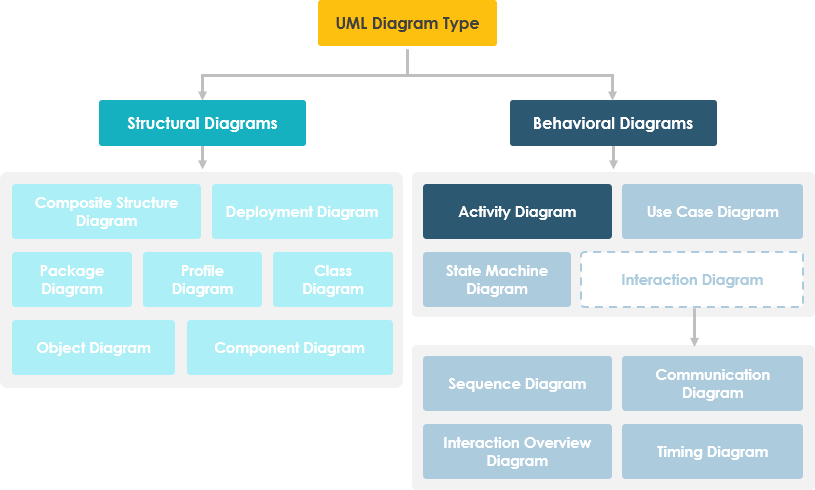 UML Diagram Type
Structural Diagrams
Behavioral Diagrams
Composite Structure
Diagram
Deployment Diagram
Package
Diagram
Profile
Diagram
Class
Diagram
Object Diagram
Component Diagram
Activity Diagram
Use Case Diagram
State Machine
Diagram
Interaction Diagram
Sequence Diagram
Communication
Diagram
Interaction Overview
Diagram
Timing Diagram